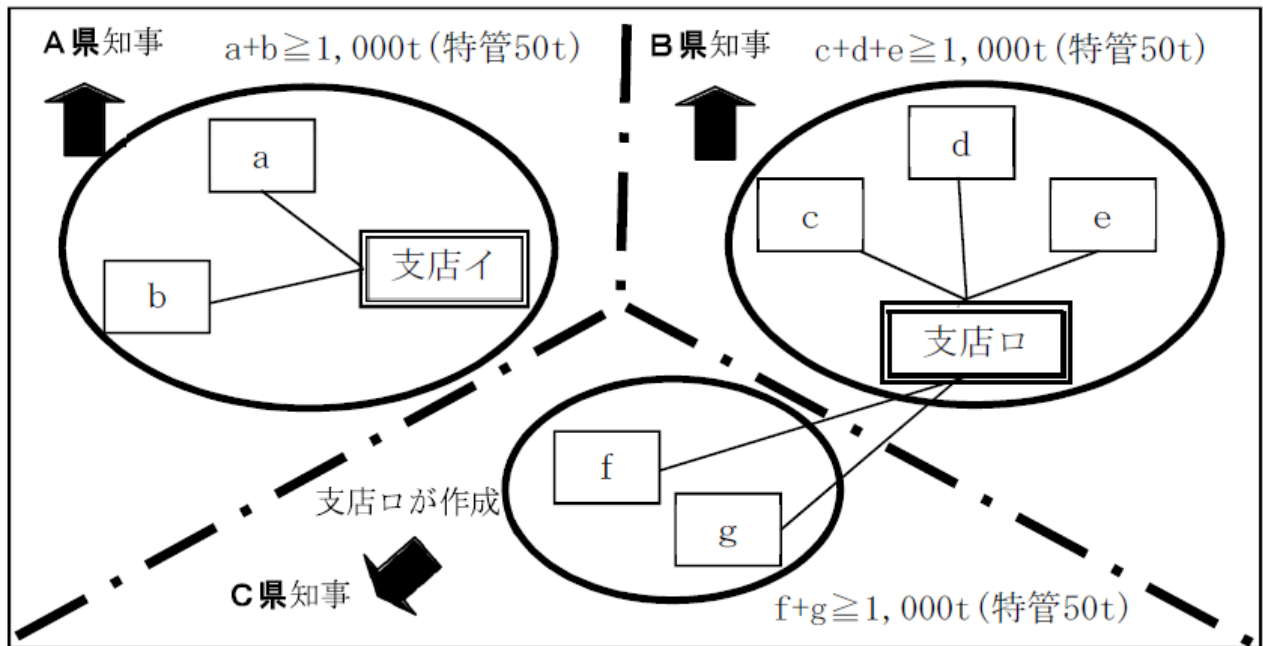 A県知事
a+b≧1,000t(特管50t)
B県知事
c+d+e≧1,000t(特管50t)
a
b
支店イ
d
c
e
支店ロ
f
g
支店ロが作成
C県知事
f+g≧1,000t(特管50t)